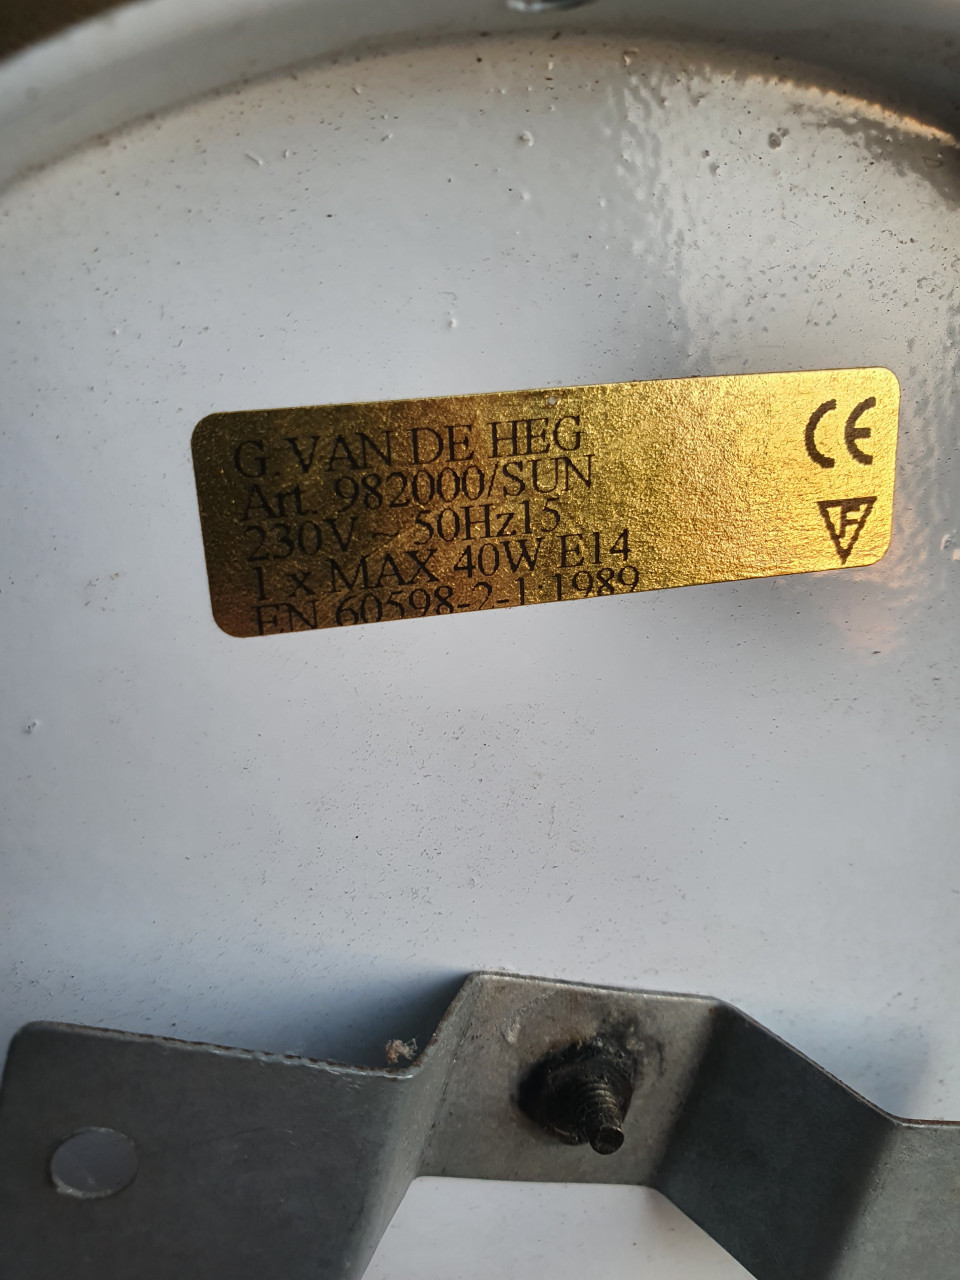 G. VAN DE HEG
Art. 982000/SUN
230V ~ 50Hz15
1 x MAX 40W E14
EN 60598-2-1:1989
CE
F